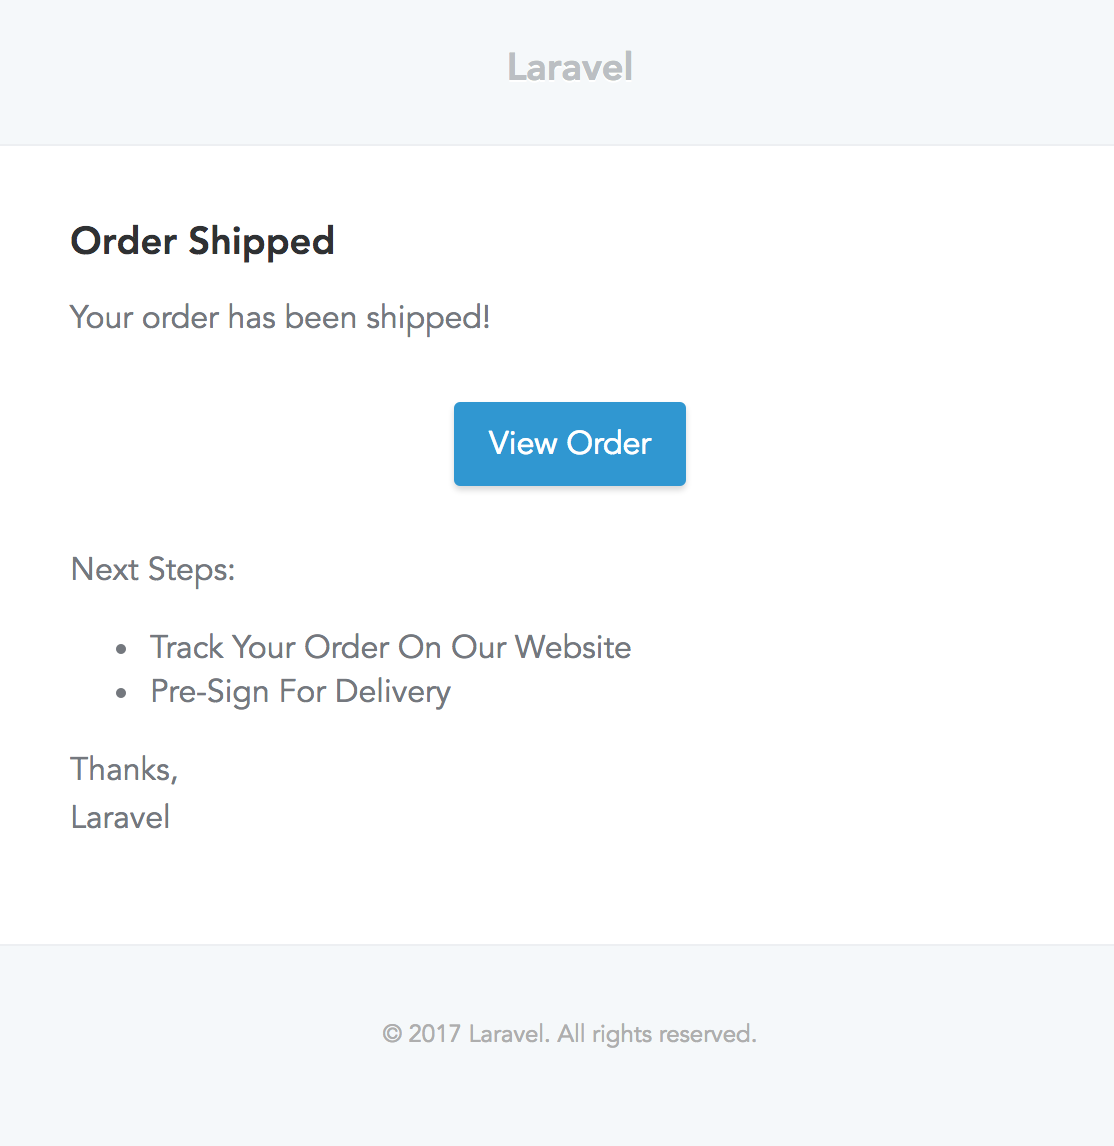 Laravel
Order Shipped
Your order has been shipped!
View Order
Next Steps:
• Track Your Order On Our Website
• Pre-Sign For Delivery
Thanks,
Laravel
© 2017 Laravel. All rights reserved.